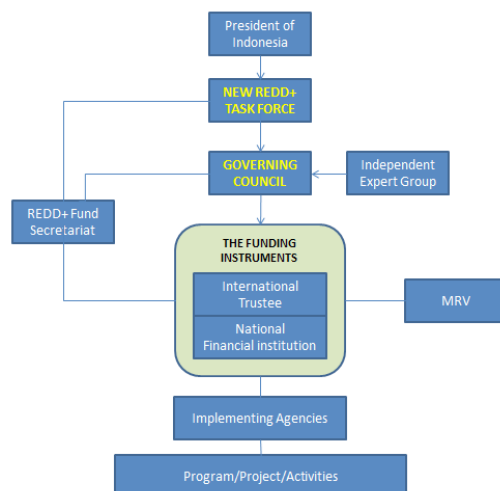 President of
Indonesia
NEW REDD+
TASK FORCE
GOVERNING
COUNCIL
Independent
Expert Group
REDD+ Fund
Secretariat
THE FUNDING
INSTRUMENTS
International
Trustee
National
Financial institution
MRV
Implementing Agencies
Program/Project/Activities